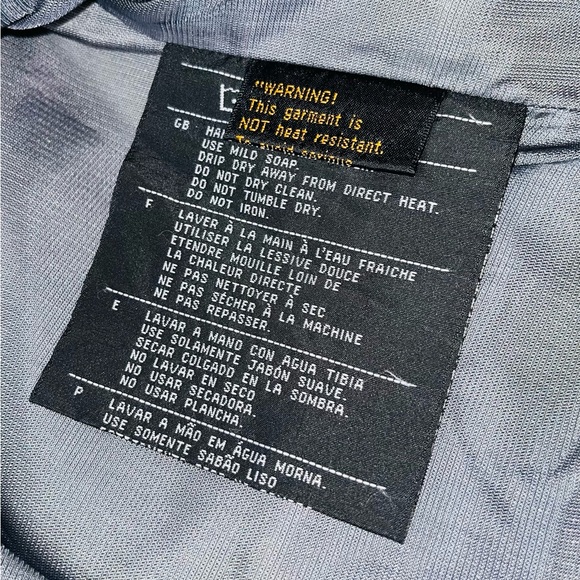 "WARNING!
This garment is
NOT heat resistant.
To avoid serious
GB
USE MILD SOAP.
DRIP DRY AWAY FROM DIRECT HEAT.
DO NOT DRY CLEAN.
DO NOT TUMBLE DRY.
DO NOT IRON.
F LAVER À LA MAIN À L'EAU FRAICHE
UTILISER LA LESSIVE DOUCE
ETENDRE MOUILLE LOIN DE
LA CHALEUR DIRECTE
NE PAS NETTOYER À SEC
NE PAS SÉCHER À LA MACHINE
NE PAS REPASSER.
E LAVAR A MANO CON AGUA TIBIA
USE SOLAMENTE JABÓN SUAVE.
SECAR COLGADO EN LA SOMBRA.
NO LAVAR EN SECO
NO USAR SECADORA.
NO USAR PLANCHA.
P LAVAR A MÃO EM ÁGUA MORNA.
USE SOMENTE SABÃO LISO